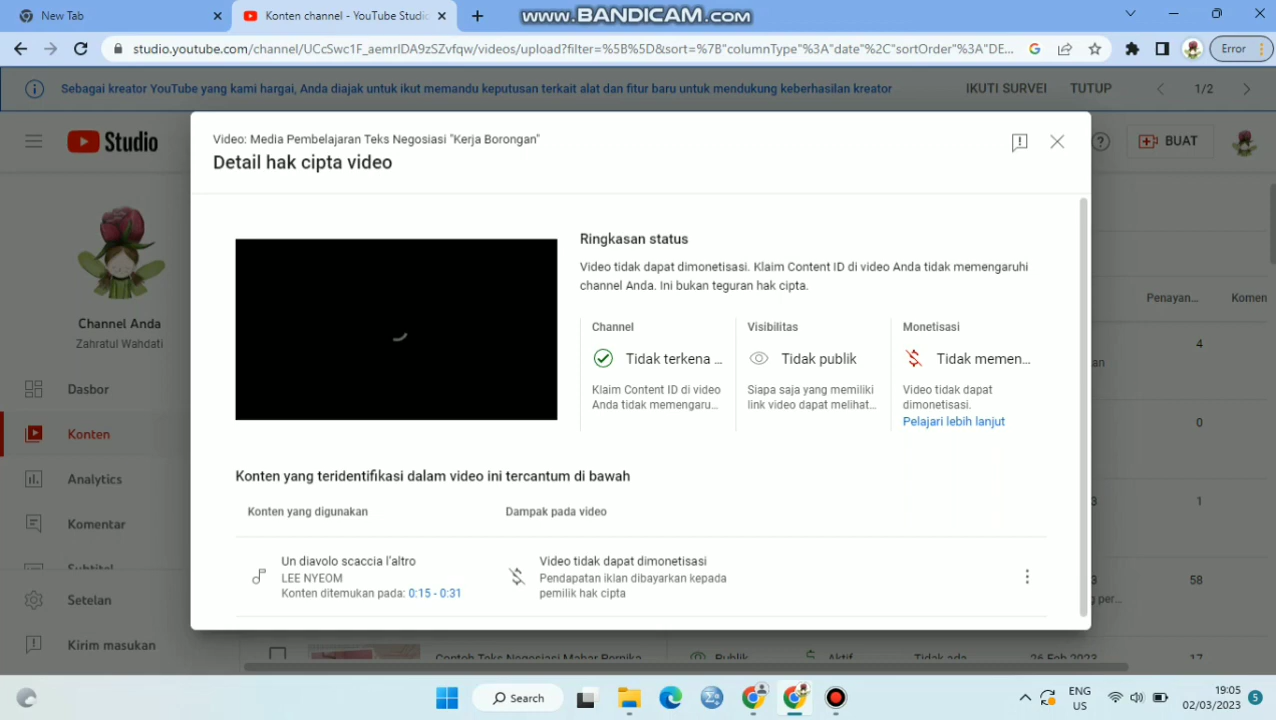 New Tab
Konten Channel - YouTube Studio
www.BANDICAM.com
studio.youtube.com/channel/UCcSwc1F_aemrlDA9zSZvfqw/videos/upload?filter=%5B%5D&sort=%7B"columnType"%3A"date"%2C"sortOrder"%3A"DE...
Error
Sebagai kreator YouTube yang kami hargai, Anda diajak untuk ikut memandu keputusan terkait alat dan fitur baru untuk mendukung keberhasilan kreator
IKUTI SURVEI
TUTUP
1/2
Studio
BUAT
Video: Media Pembelajaran Teks Negosiasi "Kerja Borongan"
Detail hak cipta video
Ringkasan status
Video tidak dapat dimonetisasi. Klaim Content ID di video Anda tidak memengaruhi
channel Anda. Ini bukan teguran hak cipta.
Channel
Tidak terkena ...
Klaim Content ID di video
Anda tidak memengaru...
Visibilitas
Tidak publik
Siapa saja yang memiliki
link video dapat melihat...
Monetisasi
Tidak memen...
Video tidak dapat
dimonetisasi.
Pelajari lebih lanjut
Konten yang teridentifikasi dalam video ini tercantum di bawah
Konten yang digunakan
Dampak pada video
Un diavolo scaccia l'altro
LEE NYEOM
Konten ditemukan pada: 0:15 - 0:31
Video tidak dapat dimonetisasi
Pendapatan iklan dibayarkan kepada
pemilik hak cipta
Channel Anda
Zahratul Wahdati
Dasbor
Konten
Analytics
Komentar
Subtitel
Setelan
Kirim masukan
Penayan...
Komen
4
an
0
3
1
3
58
g per...
Contoh Teks Negosiasi Mahar Pernika
Publik
Aktif
Tidak ada
26 Feb 2023
17
Search
ENG
US
19:05
02/03/2023
5